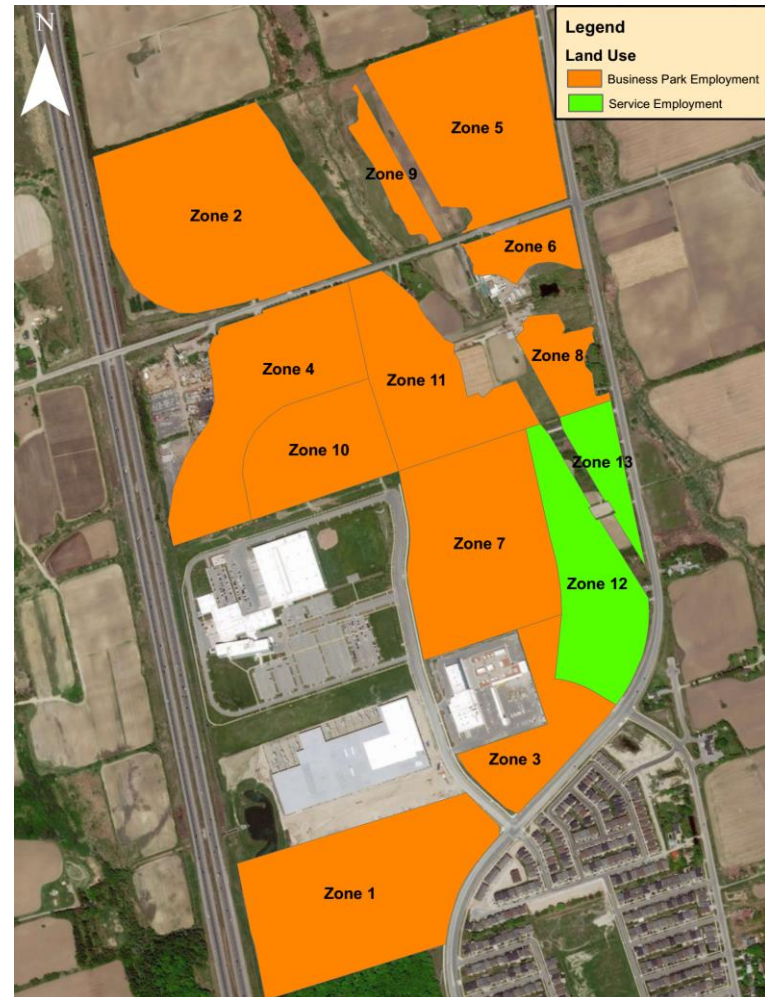 N
Legend
Land Use
Business Park Employment
Service Employment
Zone 5
Zone 9
Zone 2
Zone 6
Zone 8
Zone 4
Zone 11
Zone 10
Zone 13
Zone 7
Zone 12
Zone 3
Zone 1